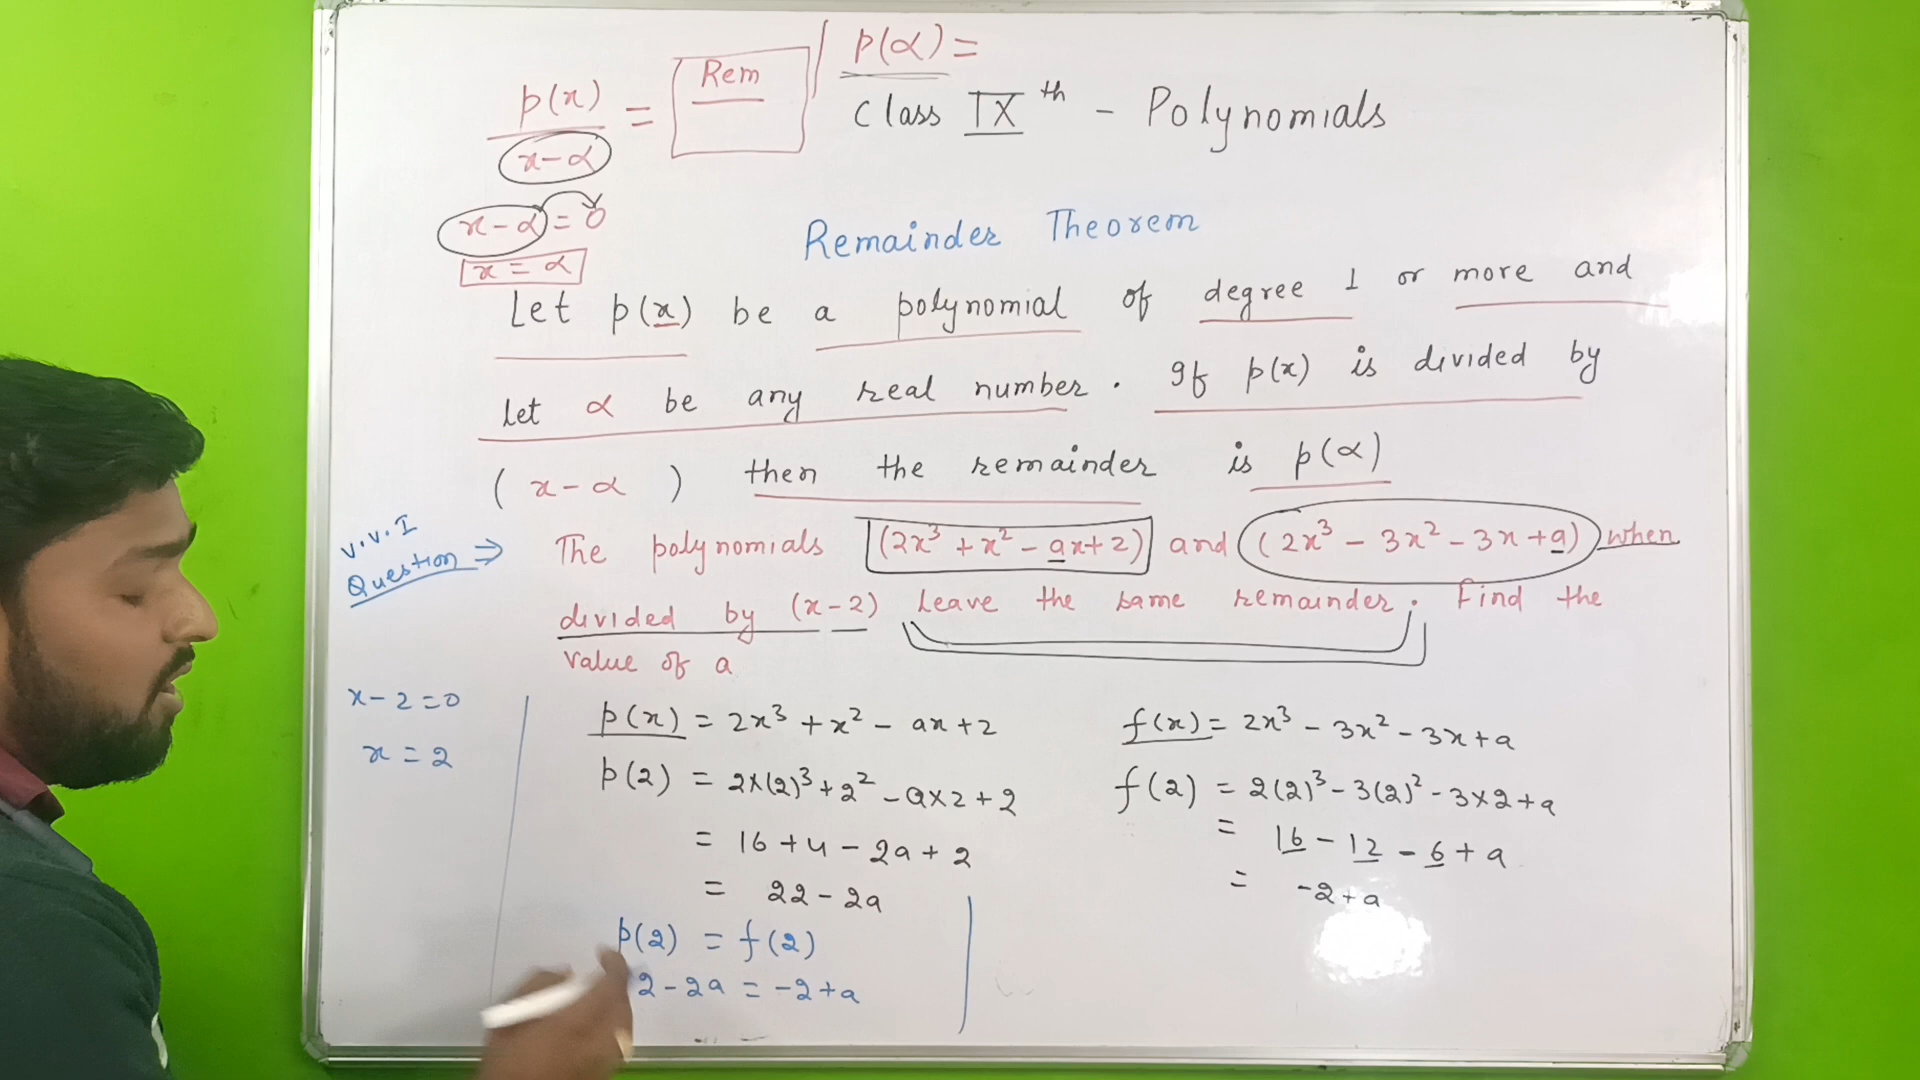 p(x)/(x-α) = Rem / p(α) =
x-α = 0
x = α
Class IXth - Polynomials
Remainder Theorem
Let p(x) be a polynomial of degree 1 or more and
let α be any real number. If p(x) is divided by
(x-α) then the remainder is p(α)
V.V.I
Question ⇒
The polynomials (2x³ + x² - ax + 2) and (2x³ - 3x² - 3x + a) when
divided by (x-2) leave the same remainder. Find the
value of a
x - 2 = 0
x = 2
p(x) = 2x³ + x² - ax + 2
p(2) = 2×(2)³ + 2² - a×2 + 2
= 16 + 4 - 2a + 2
= 22 - 2a
p(2) = f(2)
2 - 2a = -2 + a
f(x) = 2x³ - 3x² - 3x + a
f(2) = 2(2)³ - 3(2)² - 3×2 + a
= 16 - 12 - 6 + a
= -2 + a